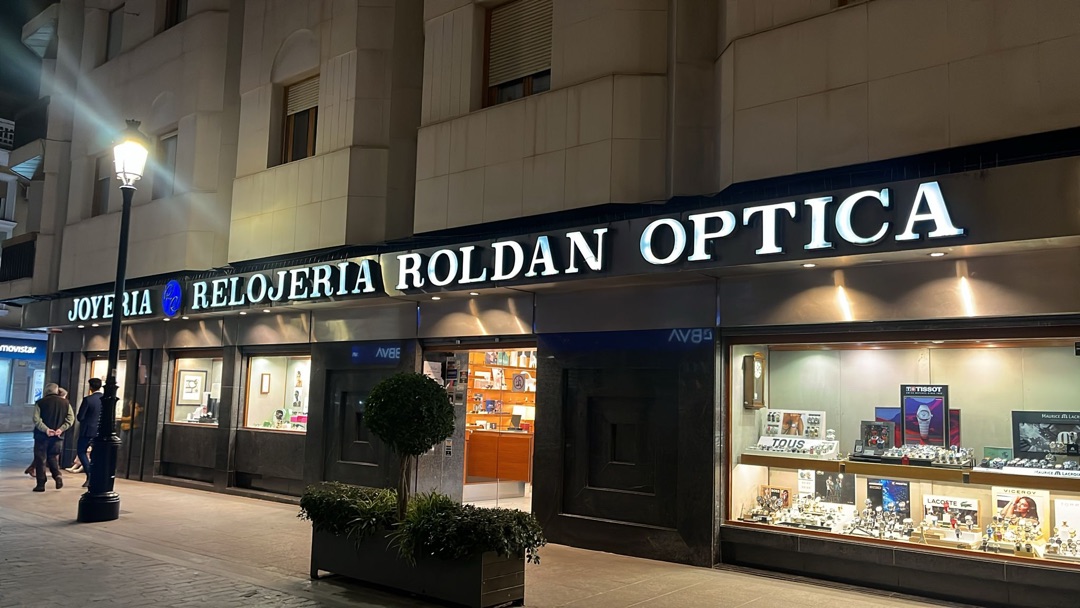 JOYERIA RELOJERIA ROLDAN OPTICA
movistar
TISSOT
TOUS
MAURICE LACROIX
LACOSTE
VICEROY